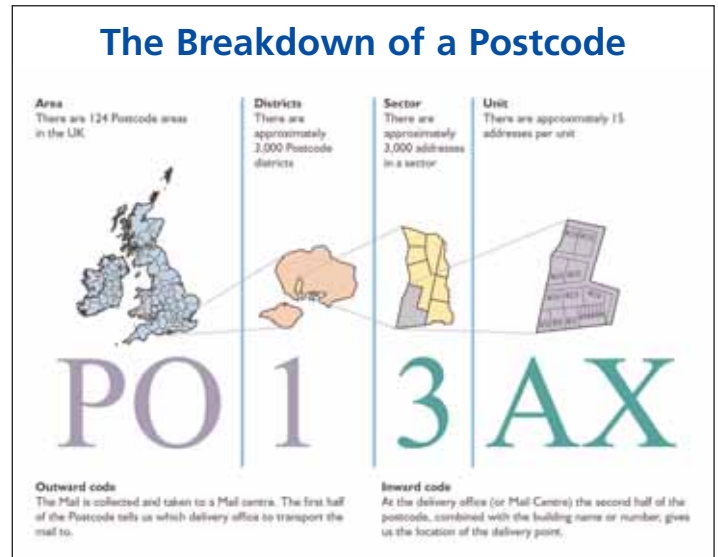 The Breakdown of a Postcode
Area
There are 124 Postcode areas
in the UK
Districts
There are
approximately
3,000 Postcode
districts
Sector
There are
approximately
3,000 addresses
in a sector
Unit
There are approximately 15
addresses per unit
PO 1 3 AX
Outward code
The Mail is collected and taken to a Mail centre. The first half
of the Postcode tells us which delivery office to transport the
mail to.
Inward code
At the delivery office (or Mail Centre) the second half of the
postcode, combined with the building name or number, gives
us the location of the delivery point.